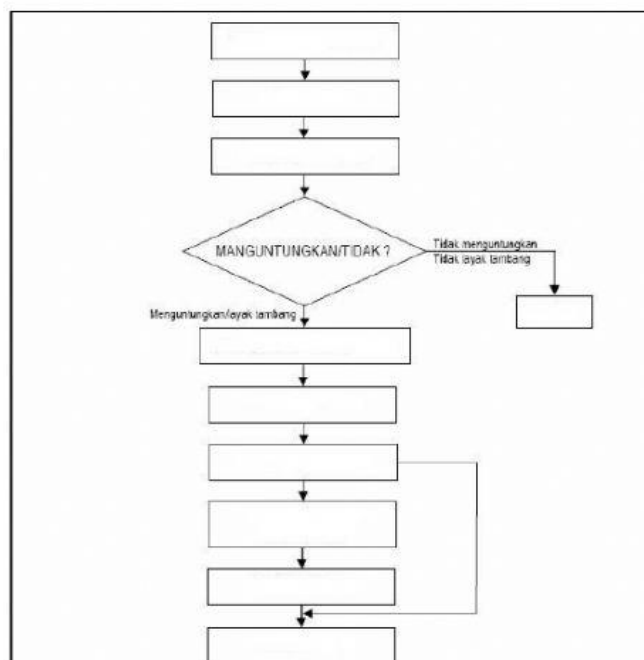 MANGUNTUNGKAN/TIDAK ?
Tidak menguntungkan
Tidak layak tambang
Menguntungkan/layak tambang